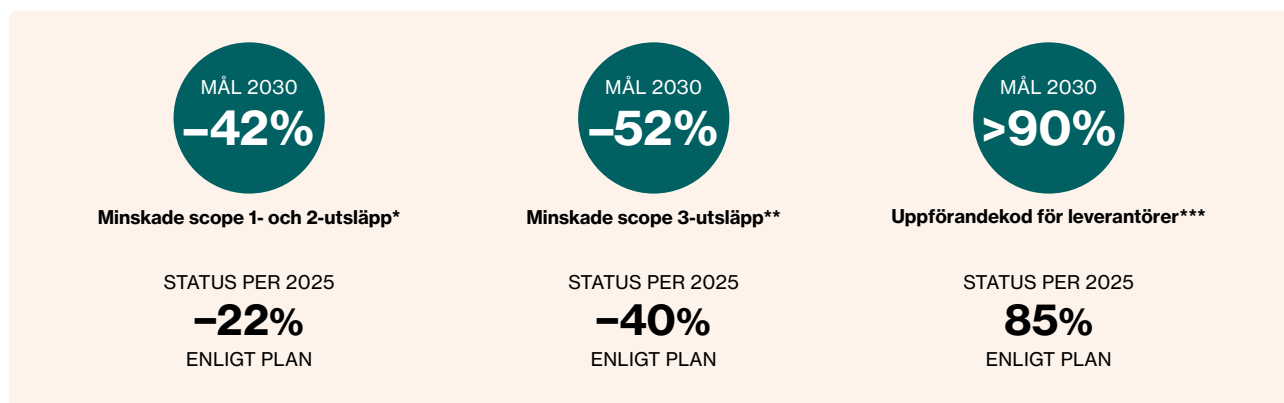 MÅL 2030
–42%
Minskade scope 1- och 2-utsläpp*
STATUS PER 2025
–22%
ENLIGT PLAN
MÅL 2030
–52%
Minskade scope 3-utsläpp**
STATUS PER 2025
–40%
ENLIGT PLAN
MÅL 2030
>90%
Uppförandekod för leverantörer***
STATUS PER 2025
85%
ENLIGT PLAN